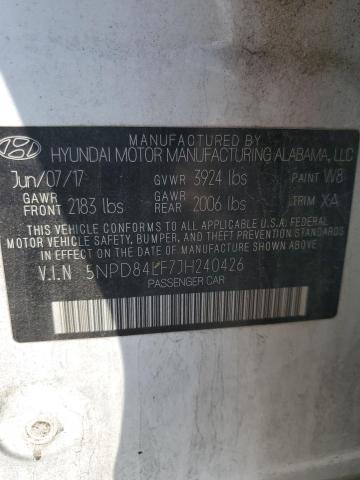 MANUFACTURED BY
HYUNDAI MOTOR MANUFACTURING ALABAMA, LLC
Jun/07/17 GVWR 3924 lbs PAINT W8
GAWR FRONT 2183 lbs GAWR REAR 2006 lbs TRIM XA
THIS VEHICLE CONFORMS TO ALL APPLICABLE U.S.A. FEDERAL
MOTOR VEHICLE SAFETY, BUMPER, AND THEFT PREVENTION
STANDARDS IN EFFECT ON THE DATE OF MANUFACTURE SHOWN ABOVE.
V.I.N 5NPD84LF7JH240426
PASSENGER CAR